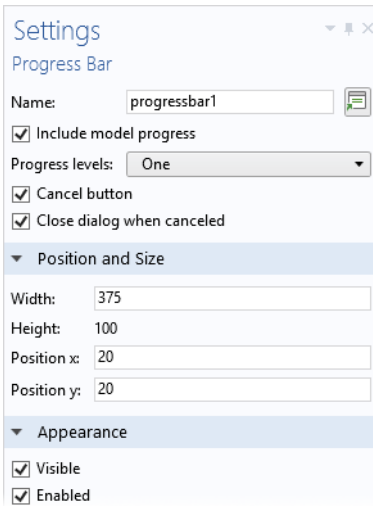 Settings
Progress Bar
Name: progressbar1
Include model progress
Progress levels: One
Cancel button
Close dialog when canceled
Position and Size
Width: 375
Height: 100
Position x: 20
Position y: 20
Appearance
Visible
Enabled